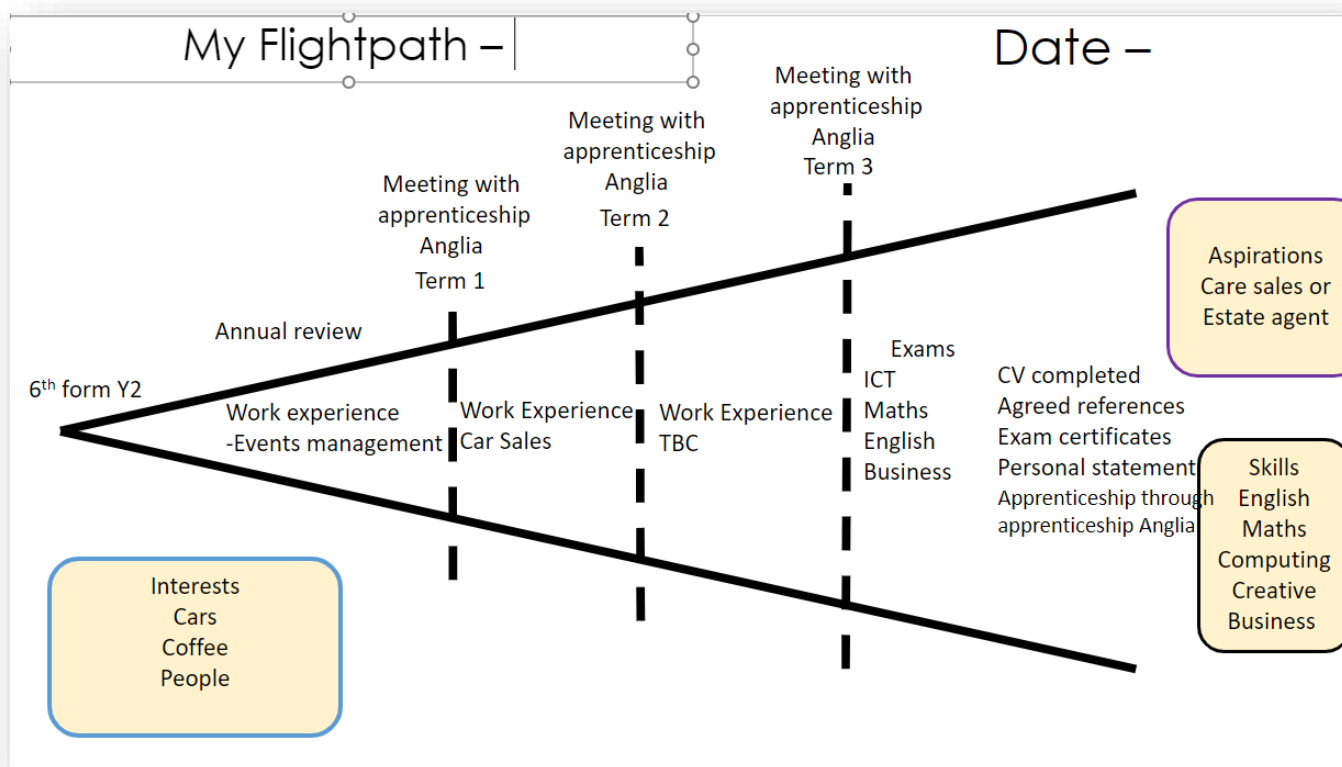 My Flightpath –
Date –
Meeting with
apprenticeship
Anglia
Term 1
Meeting with
apprenticeship
Anglia
Term 2
Meeting with
apprenticeship
Anglia
Term 3
Annual review
6th form Y2
Work experience
-Events management
Work Experience
Car Sales
Work Experience
TBC
Exams
ICT
Maths
English
Business
CV completed
Agreed references
Exam certificates
Personal statement
Apprenticeship through
apprenticeship Anglia
Aspirations
Care sales or
Estate agent
Skills
English
Maths
Computing
Creative
Business
Interests
Cars
Coffee
People